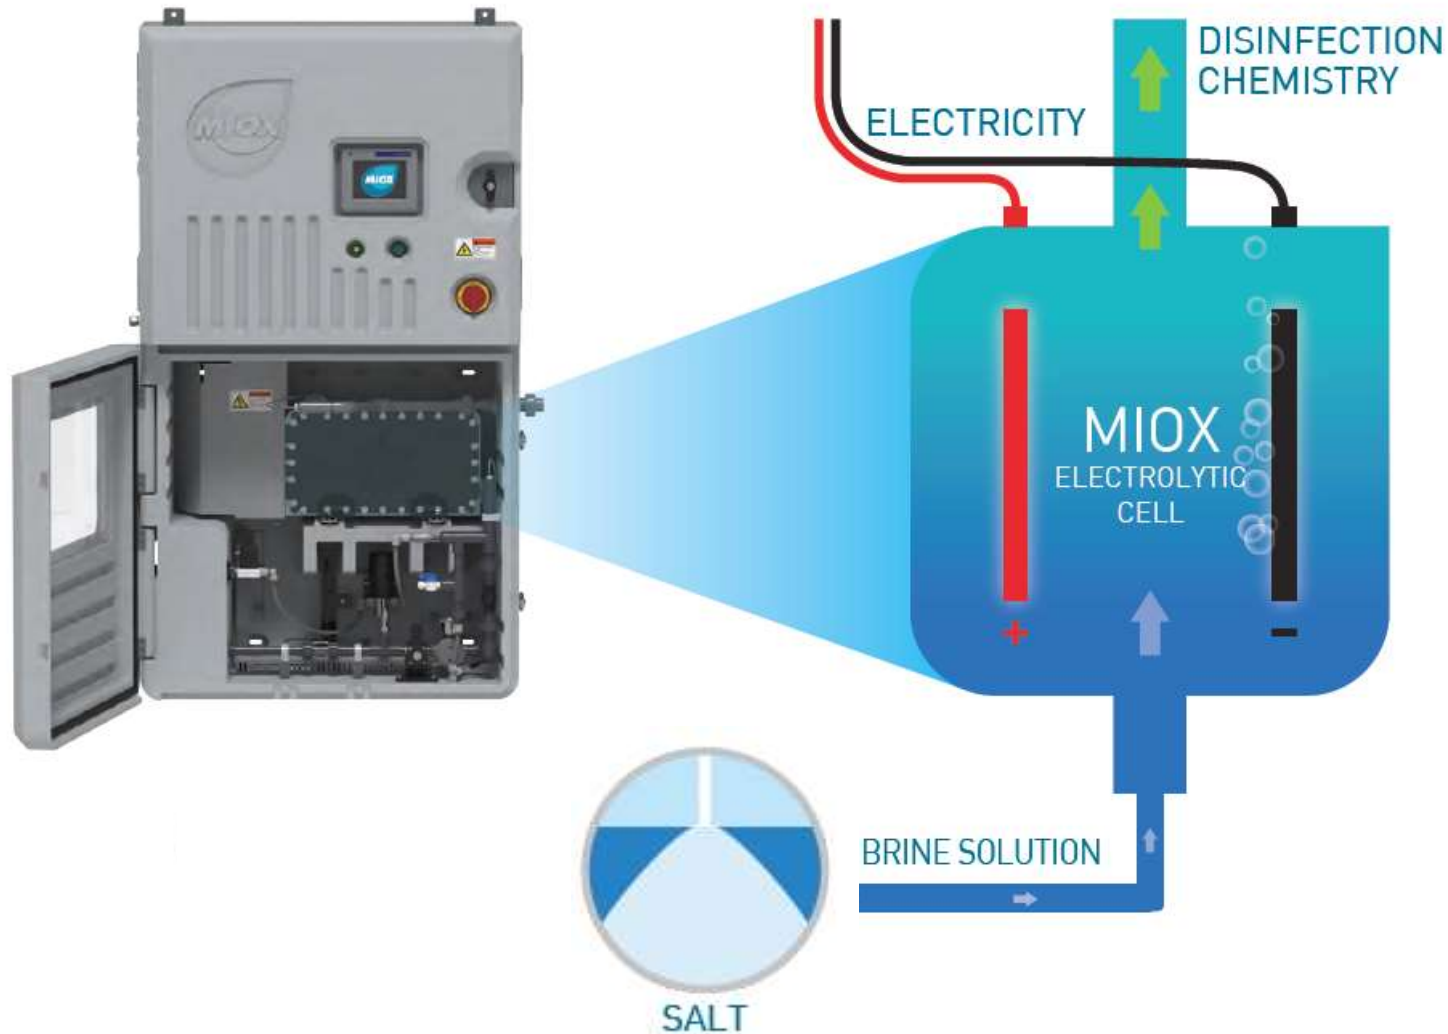 MIOX
MIOX
ELECTRICITY
DISINFECTION
CHEMISTRY
+
−
MIOX
ELECTROLYTIC
CELL
BRINE SOLUTION
SALT